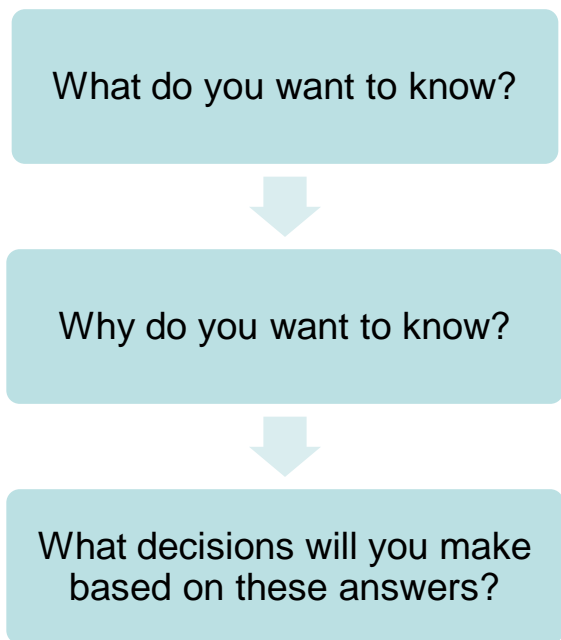 What do you want to know?
Why do you want to know?
What decisions will you make
based on these answers?